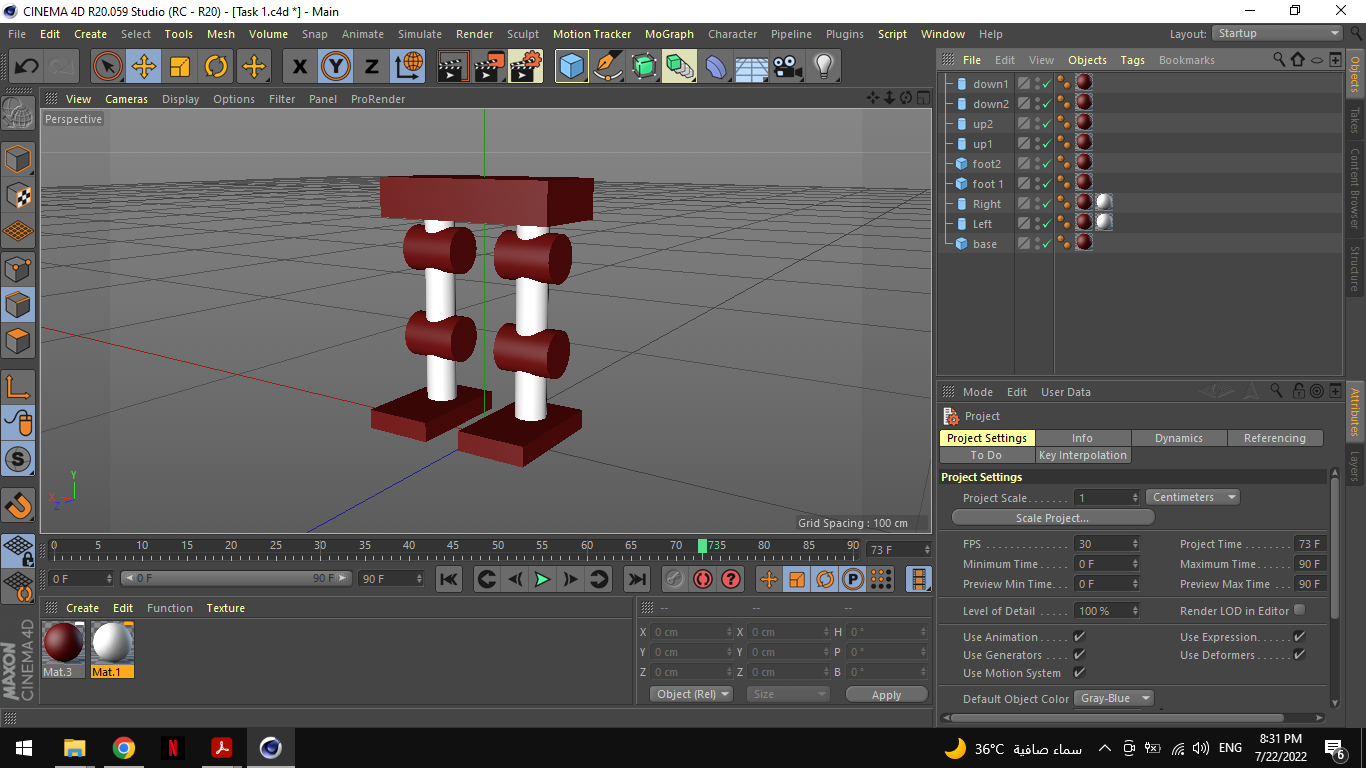 CINEMA 4D R20.059 Studio (RC - R20) - [Task 1.c4d *] - Main
File Edit Create Select Tools Mesh Volume Snap Animate Simulate Render Sculpt Motion Tracker MoGraph Character Pipeline Plugins Script Window Help Layout: Startup
X Y Z
File Edit View Objects Tags Bookmarks
View Cameras Display Options Filter Panel ProRender
Perspective
down1
down2
up2
up1
foot2
foot 1
Right
Left
base
Objects
Takes
Content Browser
Structure
Y
X
Z
S
Grid Spacing : 100 cm
Mode Edit User Data
Project
Project Settings Info Dynamics Referencing
To Do Key Interpolation
Project Settings
Project Scale....... 1 Centimeters
Scale Project...
FPS 30 Project Time 73 F
Minimum Time 0 F Maximum Time 90 F
Preview Min Time 0 F Preview Max Time 90 F
Level of Detail 100 % Render LOD in Editor
Use Animation Use Expression
Use Generators Use Deformers
Use Motion System
Default Object Color Gray-Blue
Attributes
Layers
0 5 10 15 20 25 30 35 40 45 50 55 60 65 70 735 80 85 90 73 F
0 F 0 F 90 F 90 F
P
Create Edit Function Texture
Mat.3 Mat.1
-- -- --
X 0 cm X 0 cm H 0 °
Y 0 cm Y 0 cm P 0 °
Z 0 cm Z 0 cm B 0 °
Object (Rel) Size Apply
MAXON
CINEMA 4D
N
36°C سماء صافية
ENG
8:31 PM
7/22/2022
6